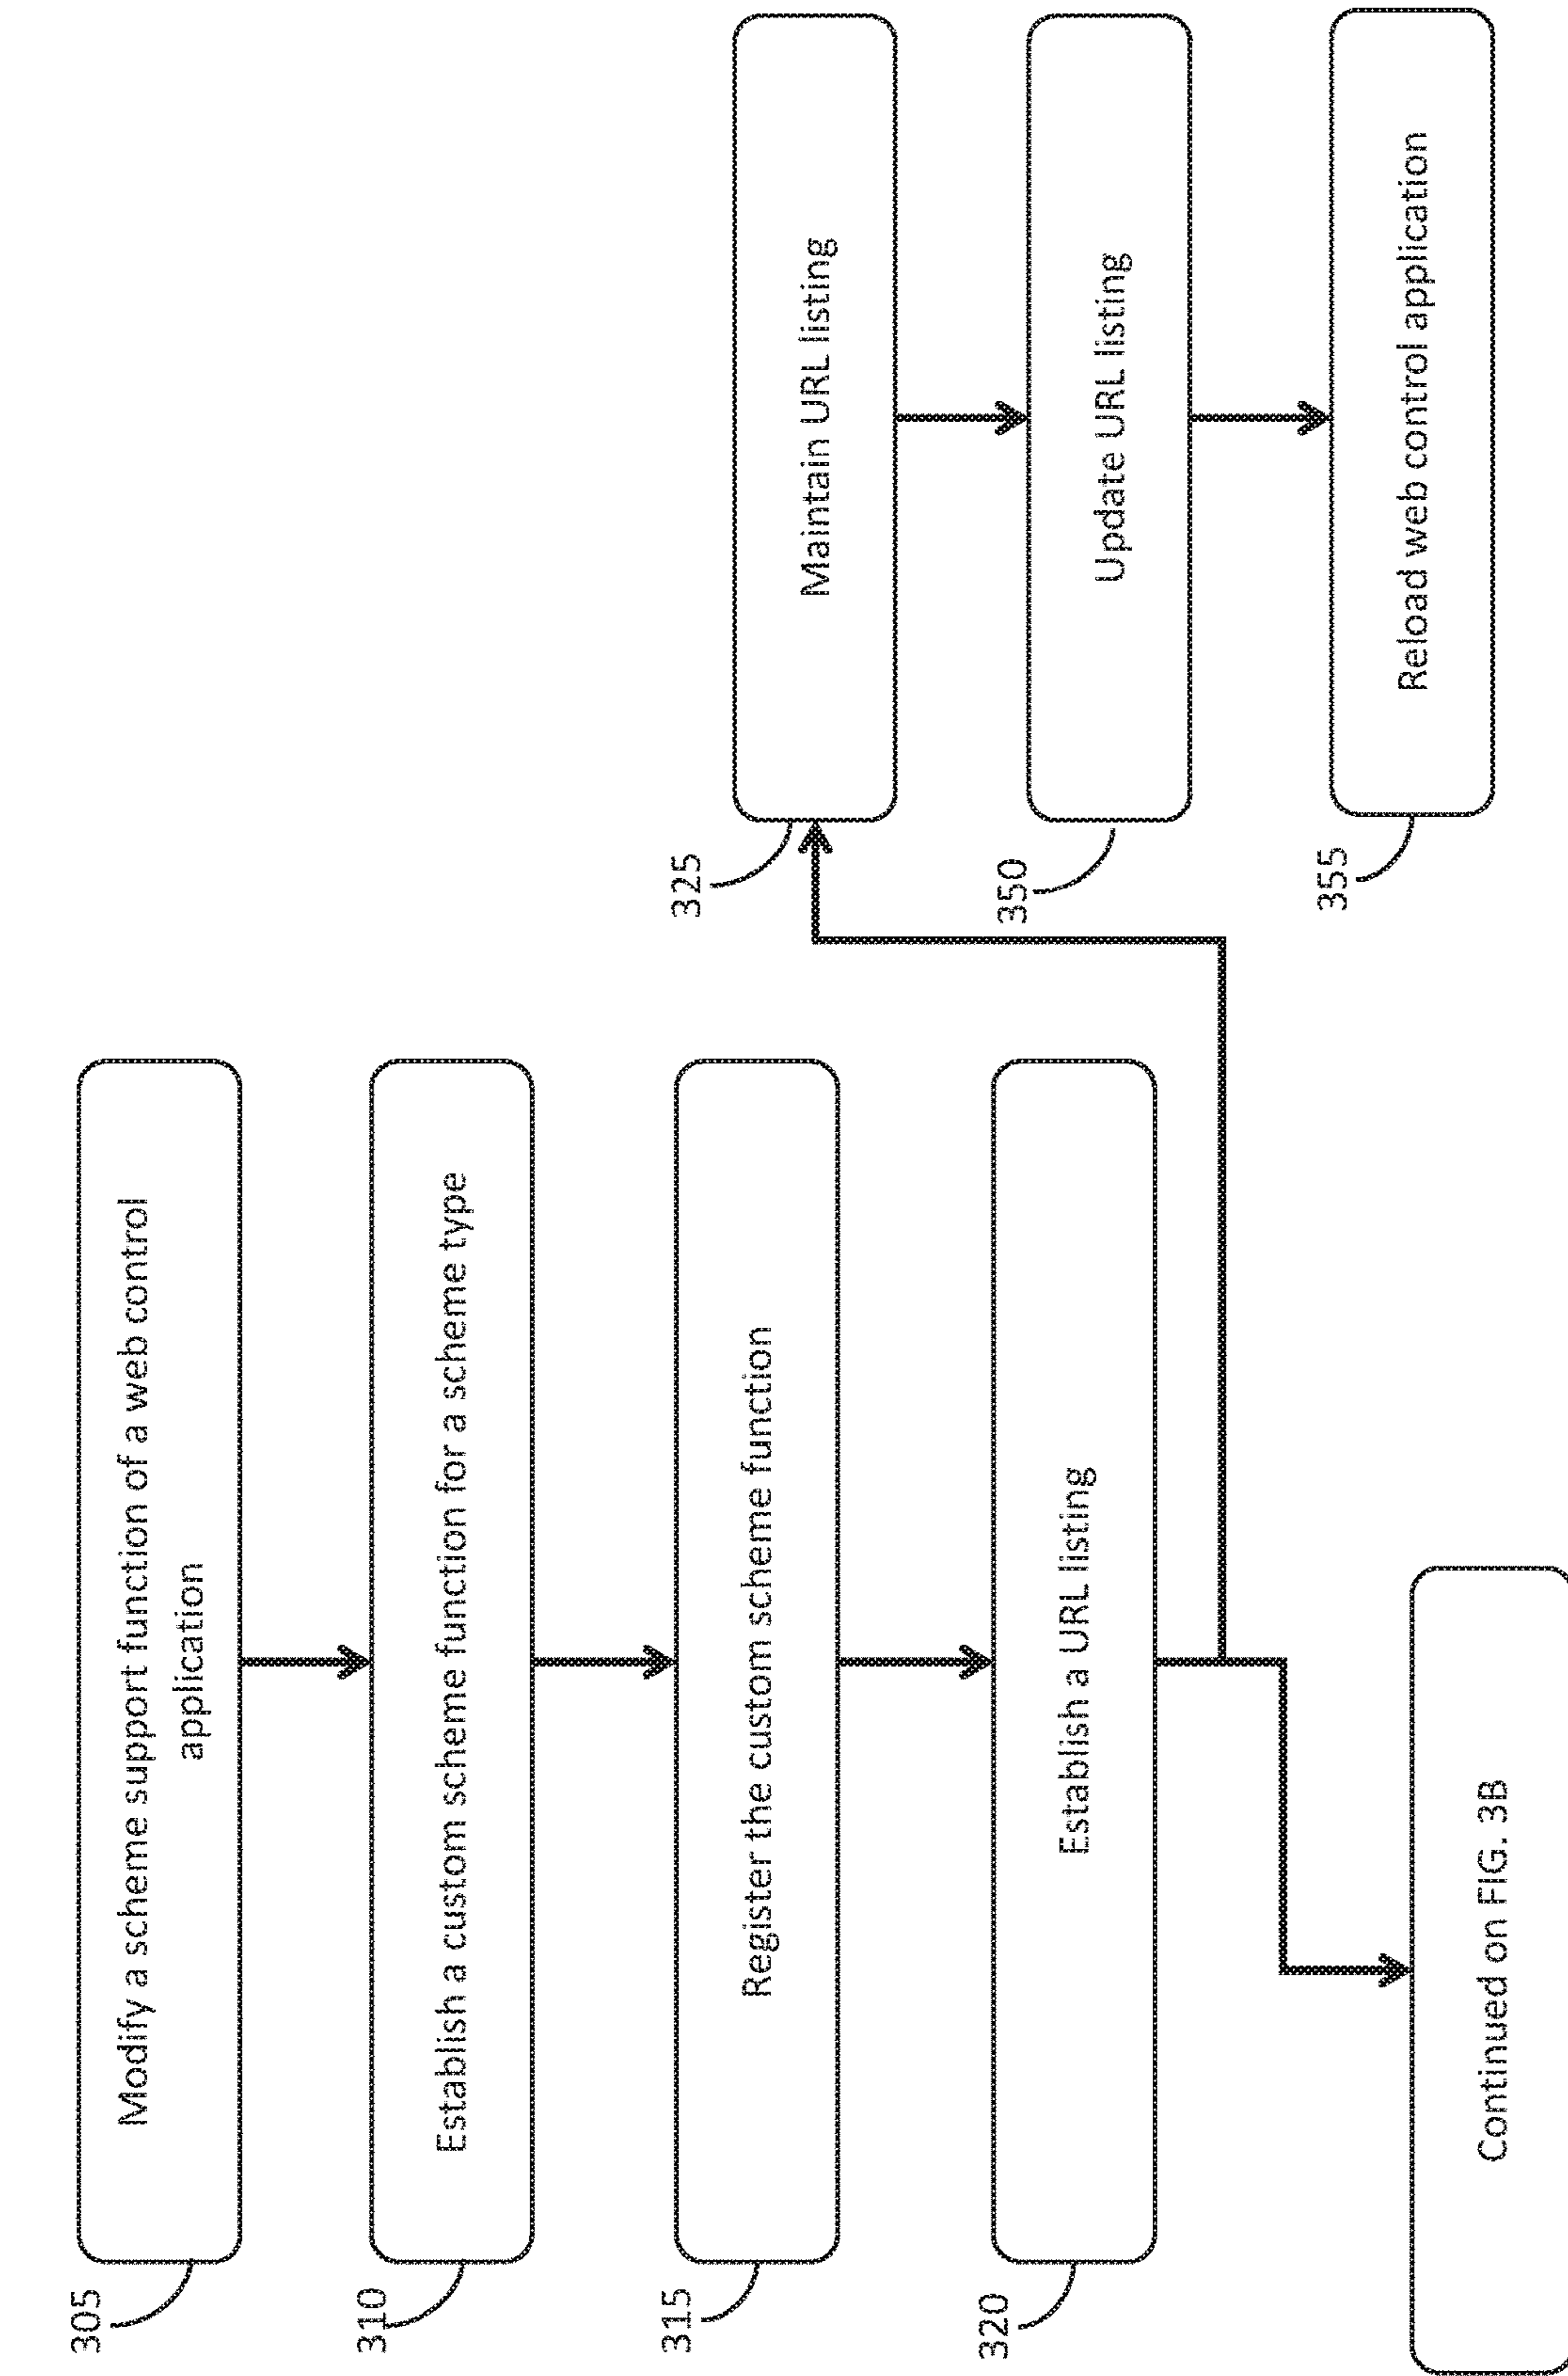 305
Modify a scheme support function of a web control
application
310
Establish a custom scheme function for a scheme type
315
Register the custom scheme function
320
Establish a URL listing
Continued on FIG. 3B
325
Maintain URL listing
350
Update URL listing
355
Reload web control application